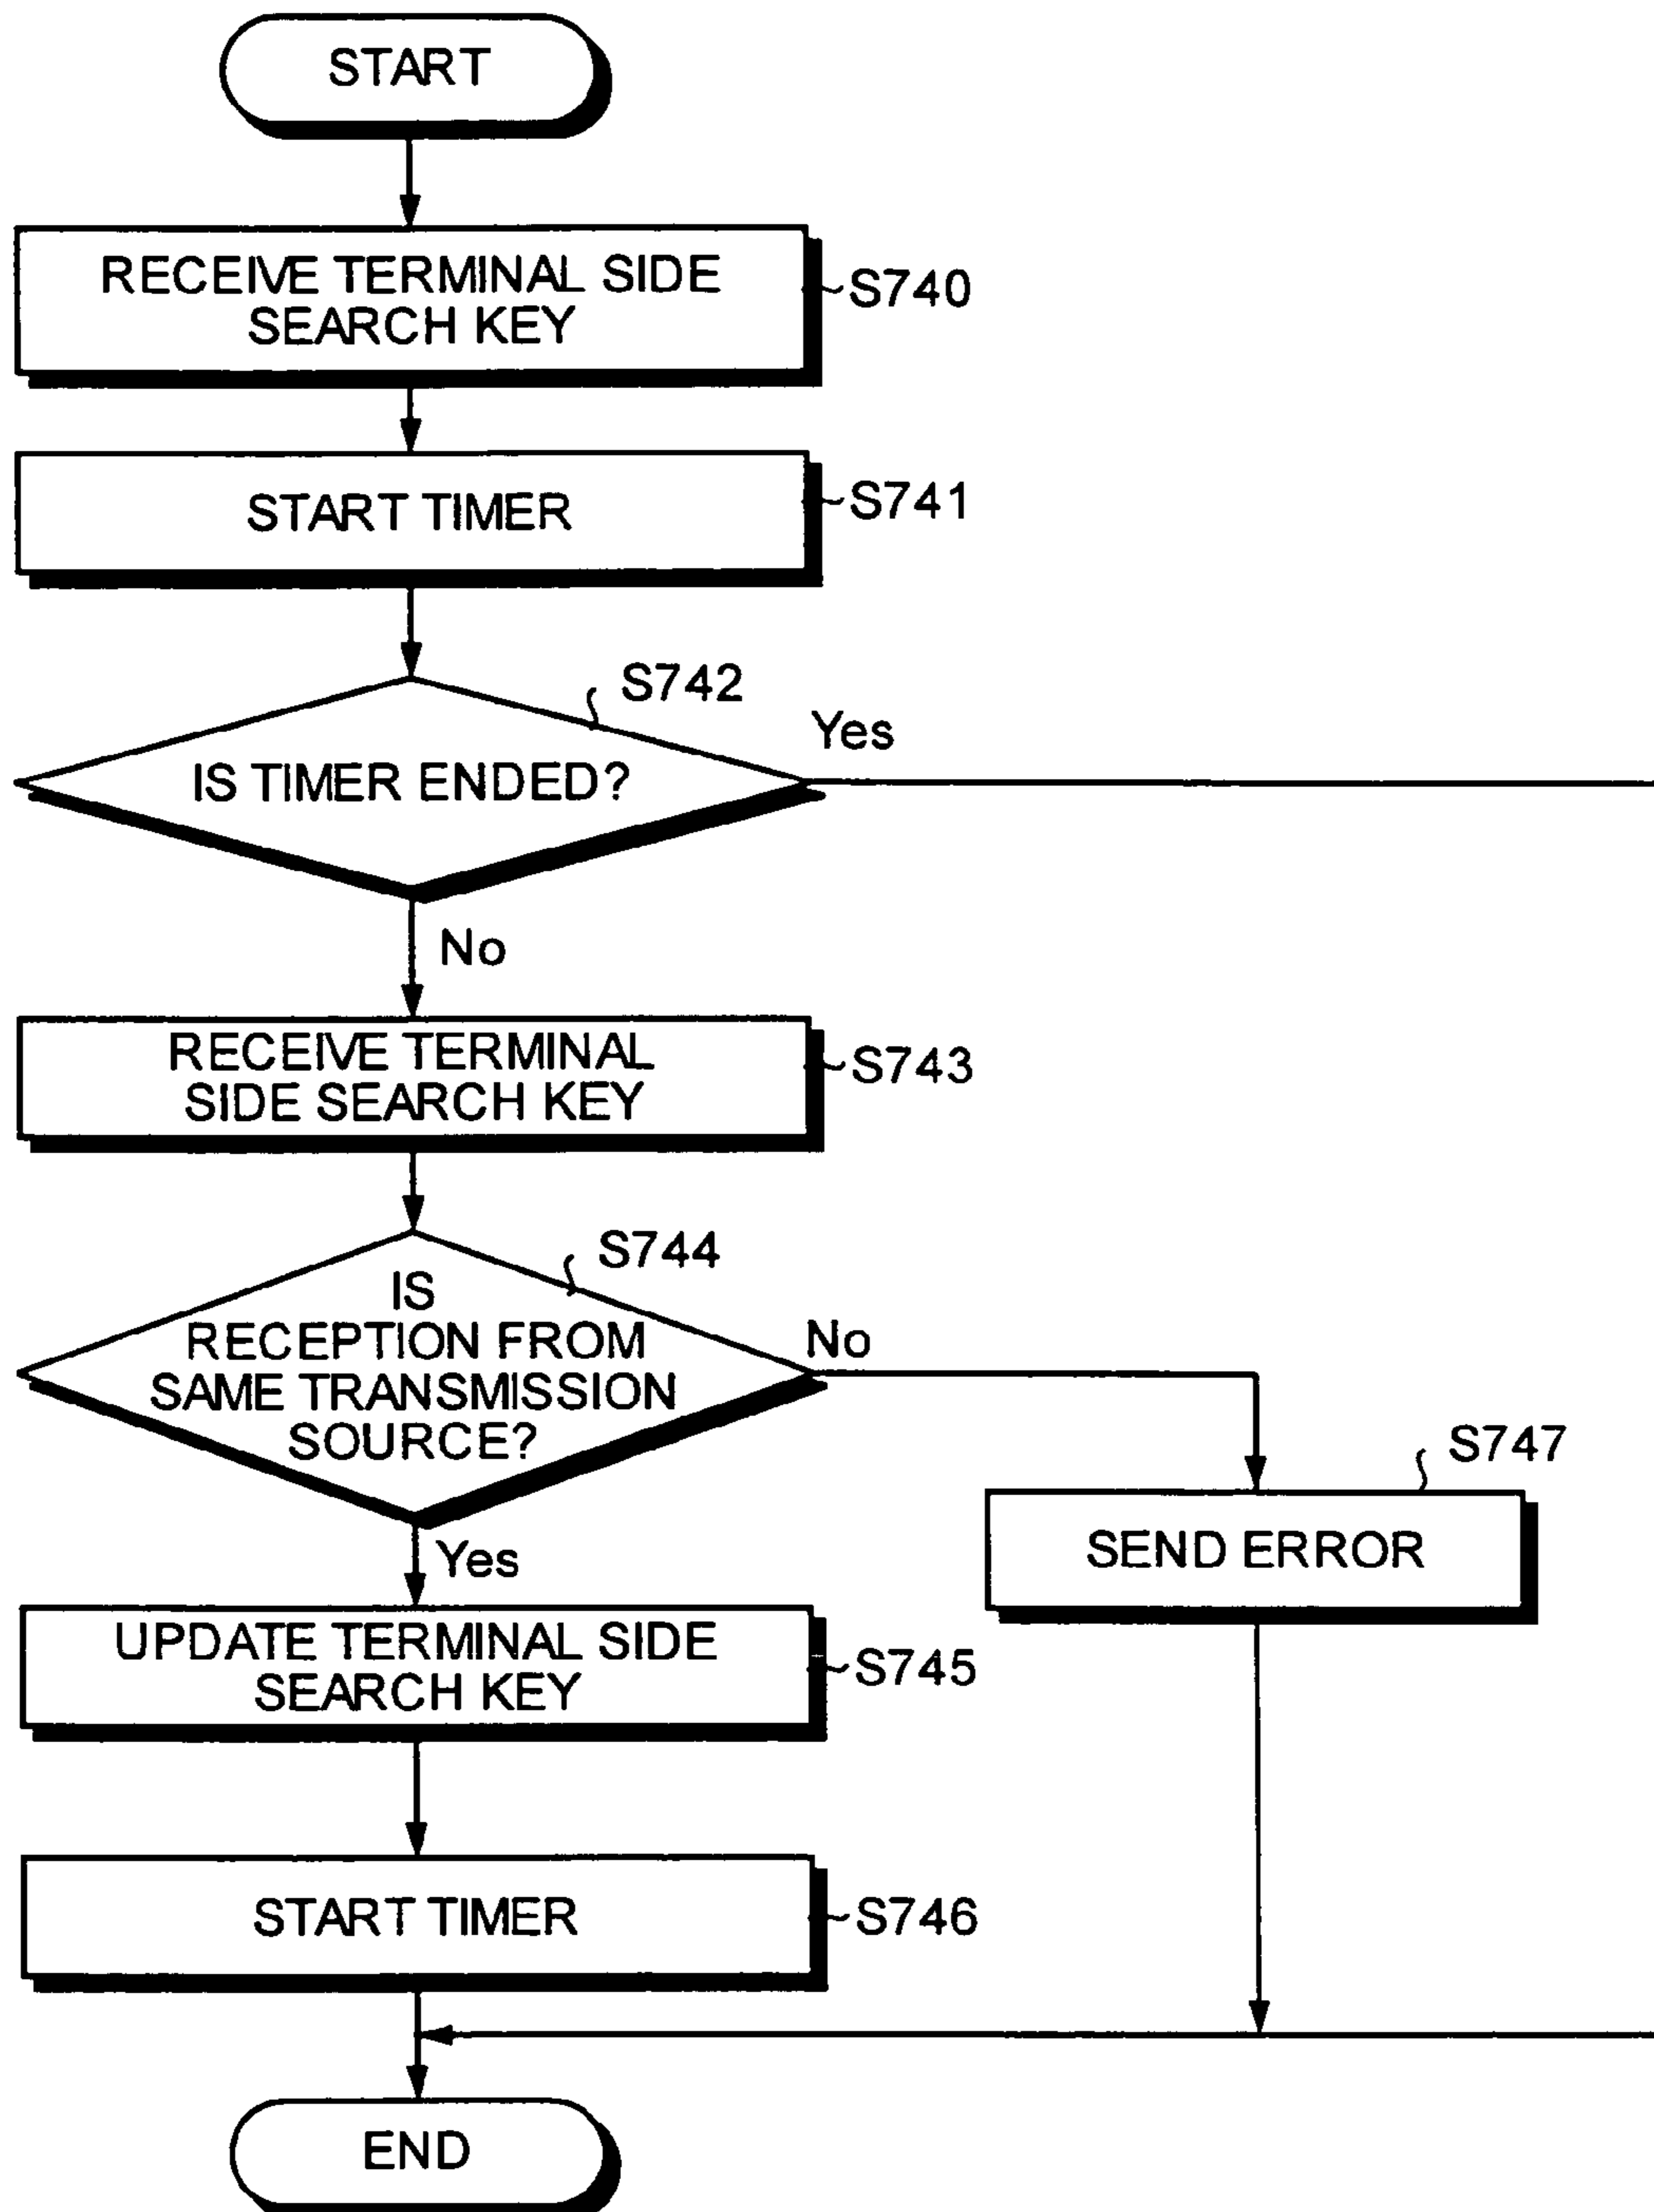 START
RECEIVE TERMINAL SIDE
SEARCH KEY
S740
START TIMER
S741
S742
IS TIMER ENDED?
Yes
No
RECEIVE TERMINAL
SIDE SEARCH KEY
S743
S744
IS
RECEPTION FROM
SAME TRANSMISSION
SOURCE?
No
Yes
S747
SEND ERROR
UPDATE TERMINAL SIDE
SEARCH KEY
S745
START TIMER
S746
END